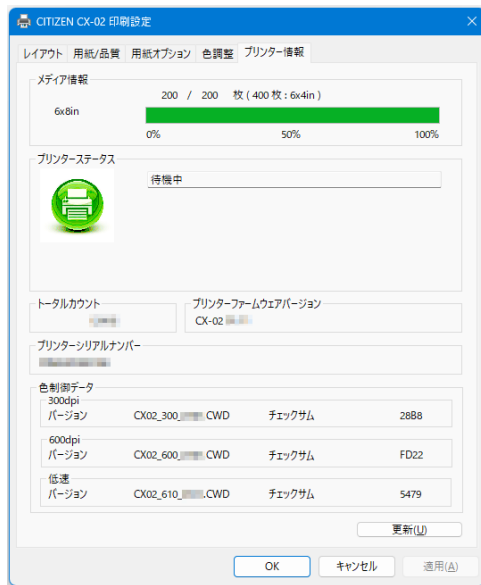 CITIZEN CX-02 印刷設定
レイアウト 用紙/品質 用紙オプション 色調整 プリンター情報
メディア情報
200 / 200 枚 ( 400 枚 : 6x4in )
6x8in
0% 50% 100%
プリンターステータス
待機中
トータルカウント プリンターファームウェアバージョン
CX-02
プリンターシリアルナンバー
色制御データ
300dpi
バージョン CX02_300_ .CWD チェックサム 28B8
600dpi
バージョン CX02_600_ .CWD チェックサム FD22
低速
バージョン CX02_610_ .CWD チェックサム 5479
更新(U)
OK キャンセル 適用(A)